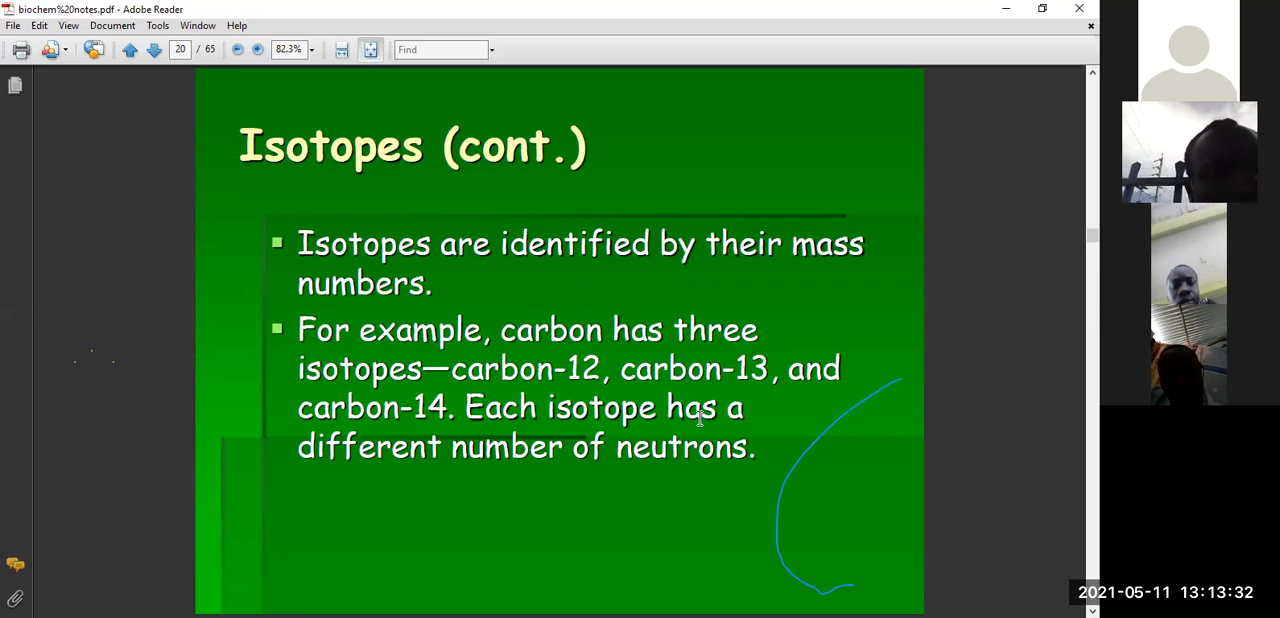 biochem%20notes.pdf - Adobe Reader
File Edit View Document Tools Window Help
20 / 65 82.3% Find
Isotopes (cont.)
Isotopes are identified by their mass
numbers.
For example, carbon has three
isotopes—carbon-12, carbon-13, and
carbon-14. Each isotope has a
different number of neutrons.
2021-05-11 13:13:32